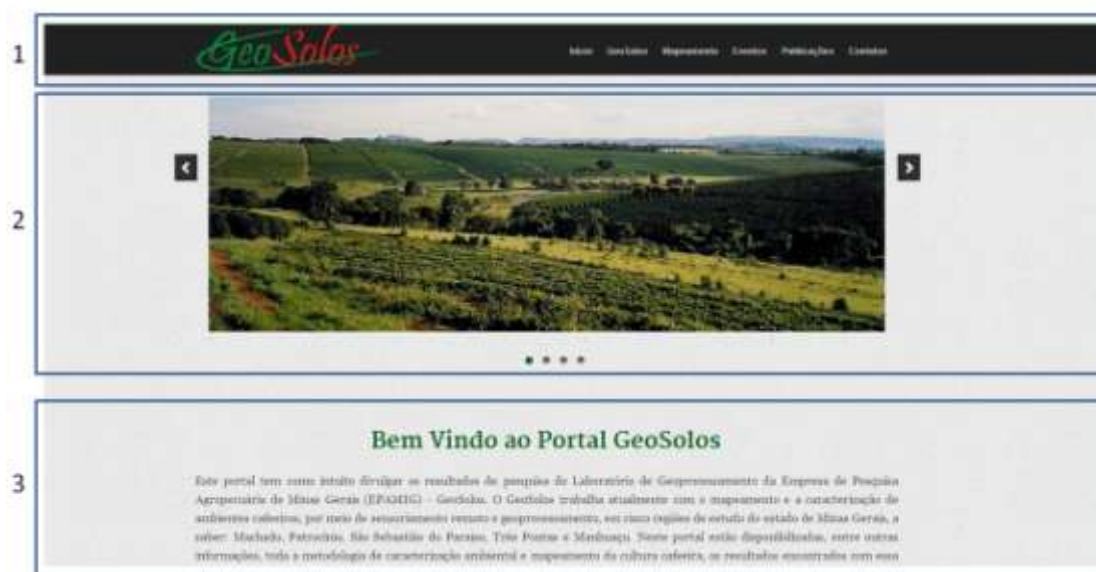 1
GeoSolos
Início GeoSolos Mapeamento Eventos Publicações Contatos
2
3
Bem Vindo ao Portal GeoSolos
Este portal tem como intuito divulgar os resultados de pesquisa do Laboratório de Geoprocessamento da Empresa de Pesquisa
Agropecuária de Minas Gerais (EPAMIG) - GeoSolos. O GeoSolos trabalha atualmente com o mapeamento e a caracterização de
ambientes cafeeiros, por meio de sensoriamento remoto e geoprocessamento, em cinco regiões de estudo do estado de Minas Gerais, a
saber: Machado, Patrocínio, São Sebastião do Paraíso, Três Pontas e Manhuaçu. Neste portal estão disponibilizadas, entre outras
informações, toda a metodologia de caracterização ambiental e mapeamento da cultura cafeeira, os resultados encontrados com essa